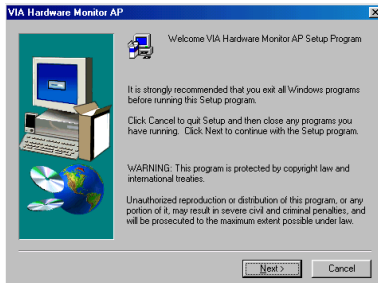 VIA Hardware Monitor AP
Welcome VIA Hardware Monitor AP Setup Program
It is strongly recommended that you exit all Windows programs
before running this Setup program.
Click Cancel to quit Setup and then close any programs you
have running. Click Next to continue with the Setup program.
WARNING: This program is protected by copyright law and
international treaties.
Unauthorized reproduction or distribution of this program, or any
portion of it, may result in severe civil and criminal penalties, and
will be prosecuted to the maximum extent possible under law.
Next >
Cancel